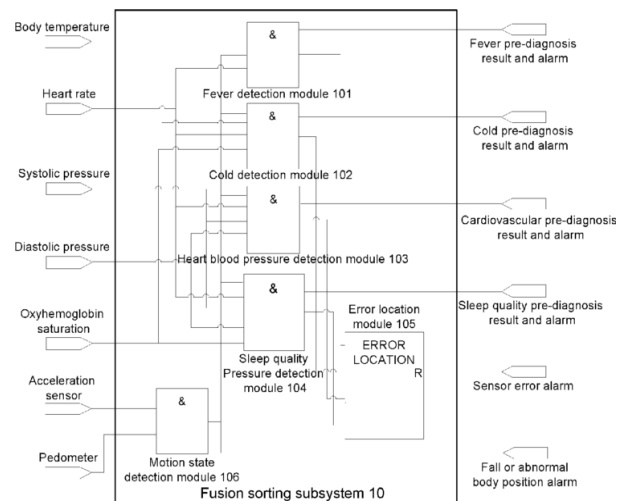 Body temperature
Heart rate
Systolic pressure
Diastolic pressure
Oxyhemoglobin
saturation
Acceleration
sensor
Pedometer
&
Fever detection module 101
&
Cold detection module 102
&
Heart blood pressure detection module 103
&
Sleep quality
Pressure detection
module 104
Error location
module 105
ERROR
LOCATION
R
&
Motion state
detection module 106
Fusion sorting subsystem 10
Fever pre-diagnosis
result and alarm
Cold pre-diagnosis
result and alarm
Cardiovascular pre-diagnosis
result and alarm
Sleep quality pre-diagnosis
result and alarm
Sensor error alarm
Fall or abnormal
body position alarm